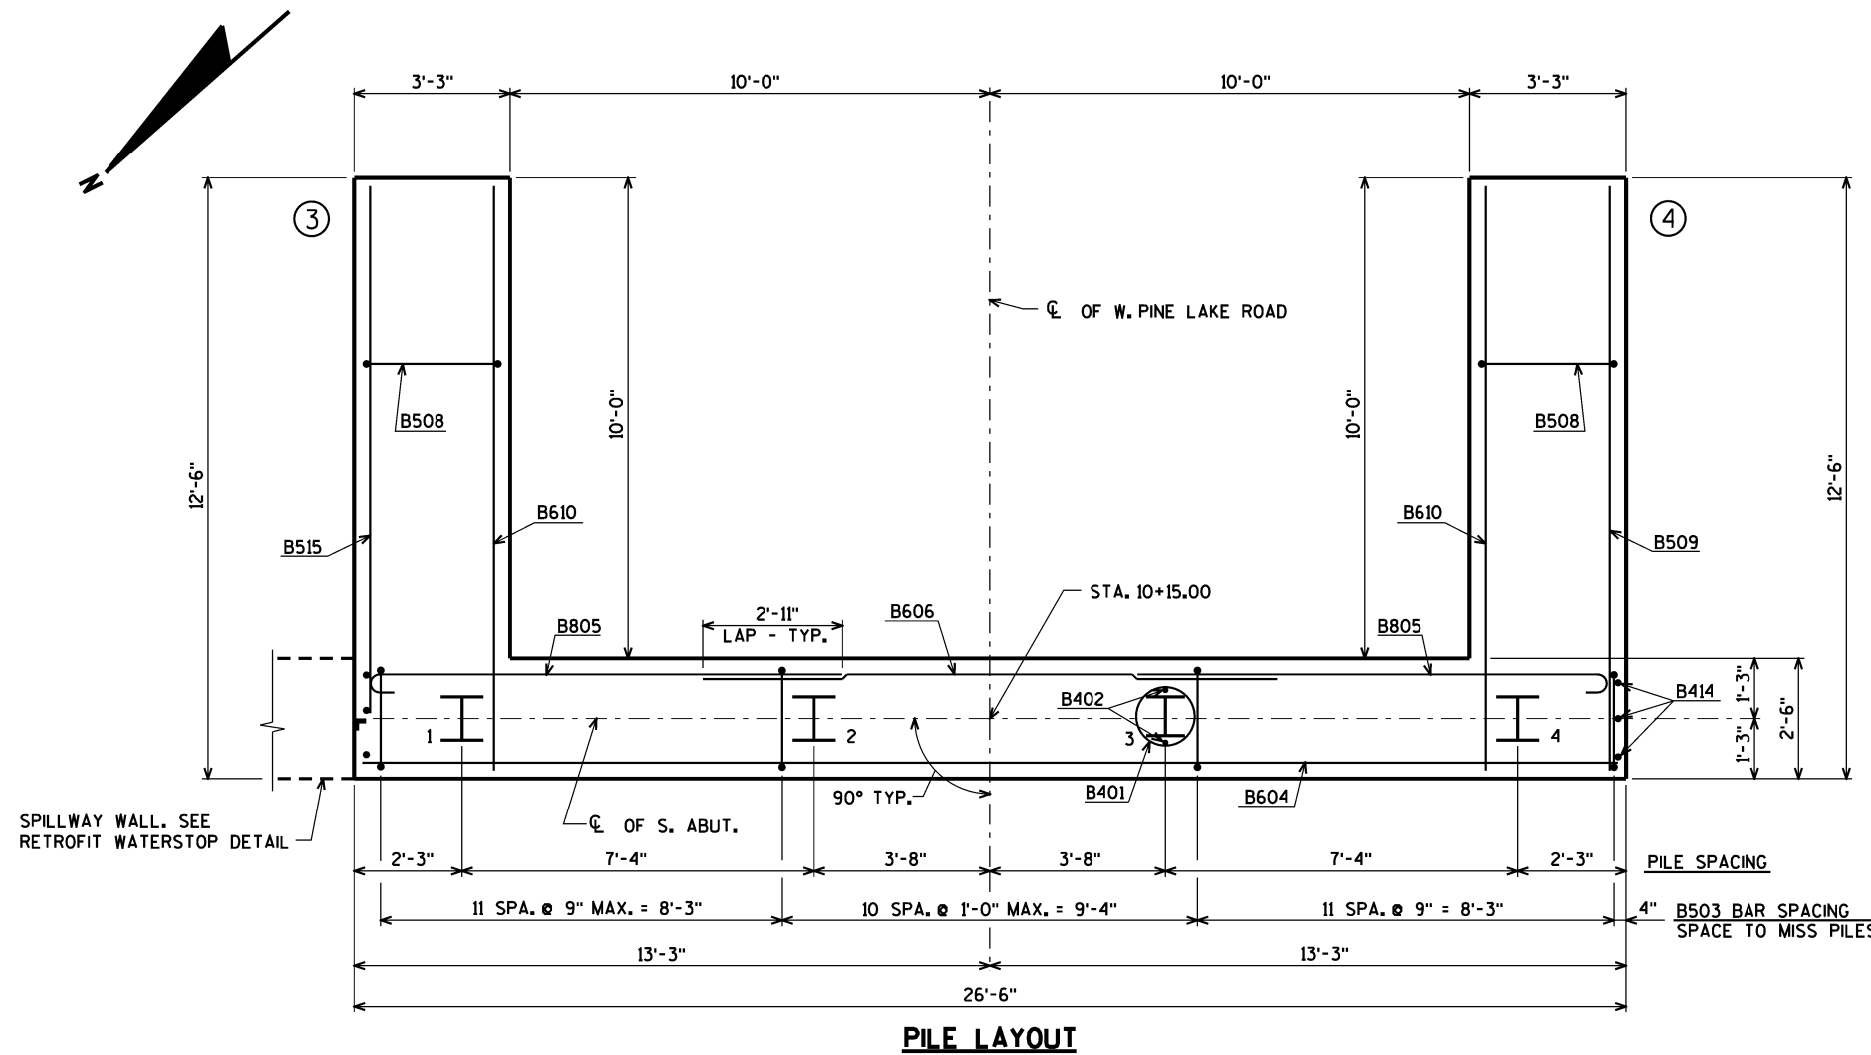 3'-3" 10'-0" 10'-0" 3'-3"
N
3 4
℄ OF W. PINE LAKE ROAD
B508 B508
10'-0" 10'-0"
12'-6" 12'-6"
B610 B610
B515 B509
STA. 10+15.00
2'-11"
LAP - TYP.
B805 B606 B805
B402 B414
1'-3"
1'-3"
2'-6"
1 2 3 4
90° TYP. B401 B604
SPILLWAY WALL. SEE
RETROFIT WATERSTOP DETAIL
℄ OF S. ABUT.
2'-3" 7'-4" 3'-8" 3'-8" 7'-4" 2'-3" PILE SPACING
11 SPA. @ 9" MAX. = 8'-3" 10 SPA. @ 1'-0" MAX. = 9'-4" 11 SPA. @ 9" = 8'-3" 4" B503 BAR SPACING
SPACE TO MISS PILES
13'-3" 13'-3"
26'-6"
PILE LAYOUT